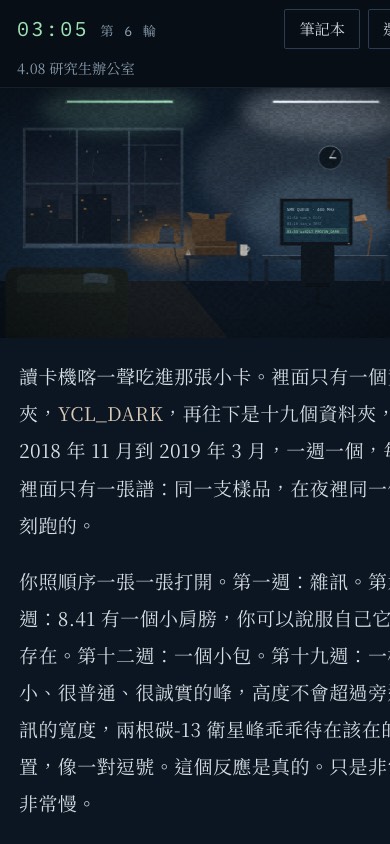 03:05 第 6 輪 筆記本
4.08 研究生辦公室
讀卡機喀一聲吃進那張小卡。裡面只有一個
夾，YCL_DARK，再往下是十九個資料夾，
2018 年 11 月到 2019 年 3 月，一週一個，
裡面只有一張譜：同一支樣品，在夜裡同一
刻跑的。
你照順序一張一張打開。第一週：雜訊。第
週：8.41 有一個小肩膀，你可以說服自己它
存在。第十二週：一個小包。第十九週：一
小、很普通、很誠實的峰，高度不會超過旁
訊的寬度，兩根碳-13 衛星峰乖乖待在該在的
置，像一對逗號。這個反應是真的。只是非
非常慢。